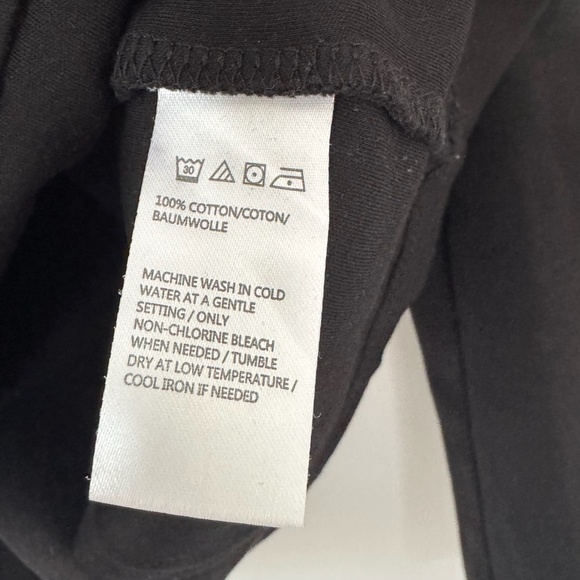 30
100% COTTON/COTON/
BAUMWOLLE
MACHINE WASH IN COLD
WATER AT A GENTLE
SETTING / ONLY
NON-CHLORINE BLEACH
WHEN NEEDED / TUMBLE
DRY AT LOW TEMPERATURE /
COOL IRON IF NEEDED